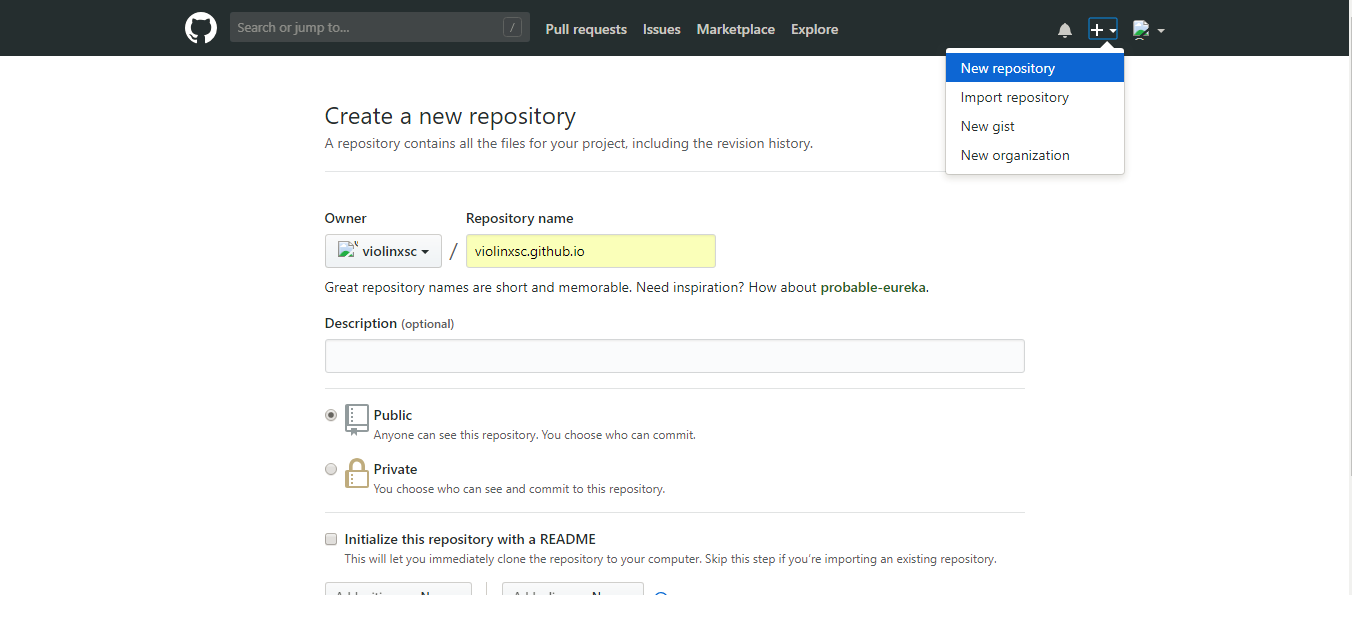 Search or jump to... / Pull requests Issues Marketplace Explore
New repository
Import repository
New gist
New organization
Create a new repository
A repository contains all the files for your project, including the revision history.
Owner Repository name
violinxsc / violinxsc.github.io
Great repository names are short and memorable. Need inspiration? How about probable-eureka.
Description (optional)
Public
Anyone can see this repository. You choose who can commit.
Private
You choose who can see and commit to this repository.
Initialize this repository with a README
This will let you immediately clone the repository to your computer. Skip this step if you're importing an existing repository.